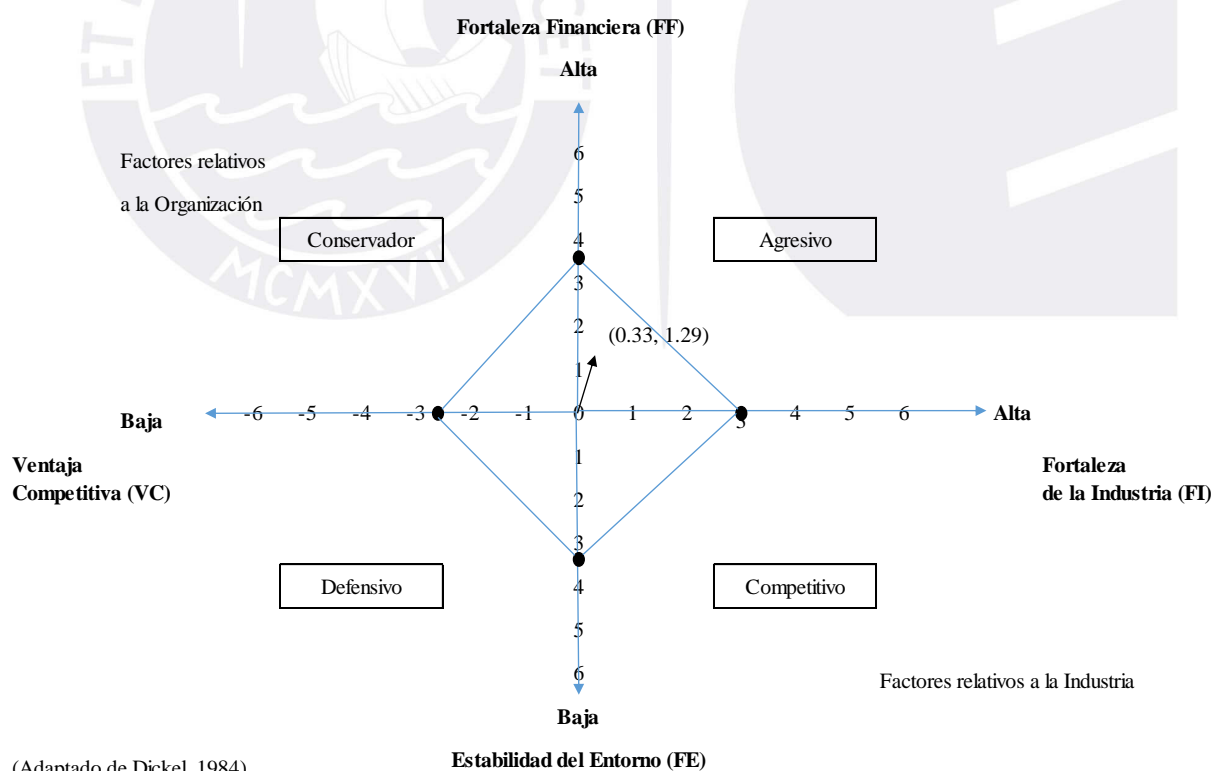 Fortaleza Financiera (FF)
Alta
Factores relativos
a la Organización
Conservador
Agresivo
6
5
4
3
2
1
(0.33, 1.29)
Baja
-6 -5 -4 -3 -2 -1 0 1 2 3 4 5 6
Alta
Ventaja
Competitiva (VC)
Fortaleza
de la Industria (FI)
1
2
3
4
5
6
Defensivo
Competitivo
Factores relativos a la Industria
Baja
Estabilidad del Entorno (FE)
(Adaptado de Dickel, 1984)
MCMXVII
ET